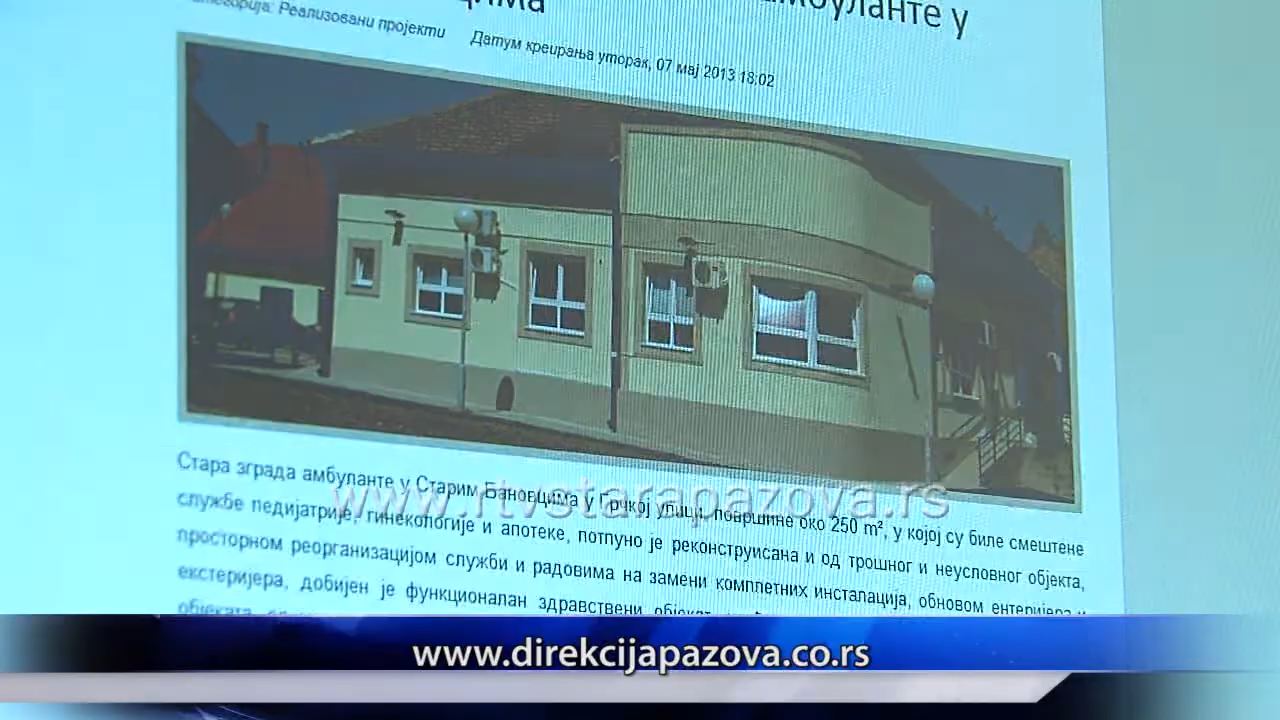 амбуланте у
Категорија: Реализовани пројекти Датум креирања уторак, 07 мај 2013 18:02
Стара зграда амбуланте у Старим Бановцима у Грчкој улици, површине око 250 m², у којој су биле смештене
службе педијатрије, гинекологије и апотеке, потпуно је реконструисана и од трошног и неусловног објекта,
просторном реорганизацијом служби и радовима на замени комплетних инсталација, обновом ентеријера и
екстеријера, добијен је функционалан здравствени објекат
објеката
www.rtvstarapazova.rs
www.direkcijapazova.co.rs